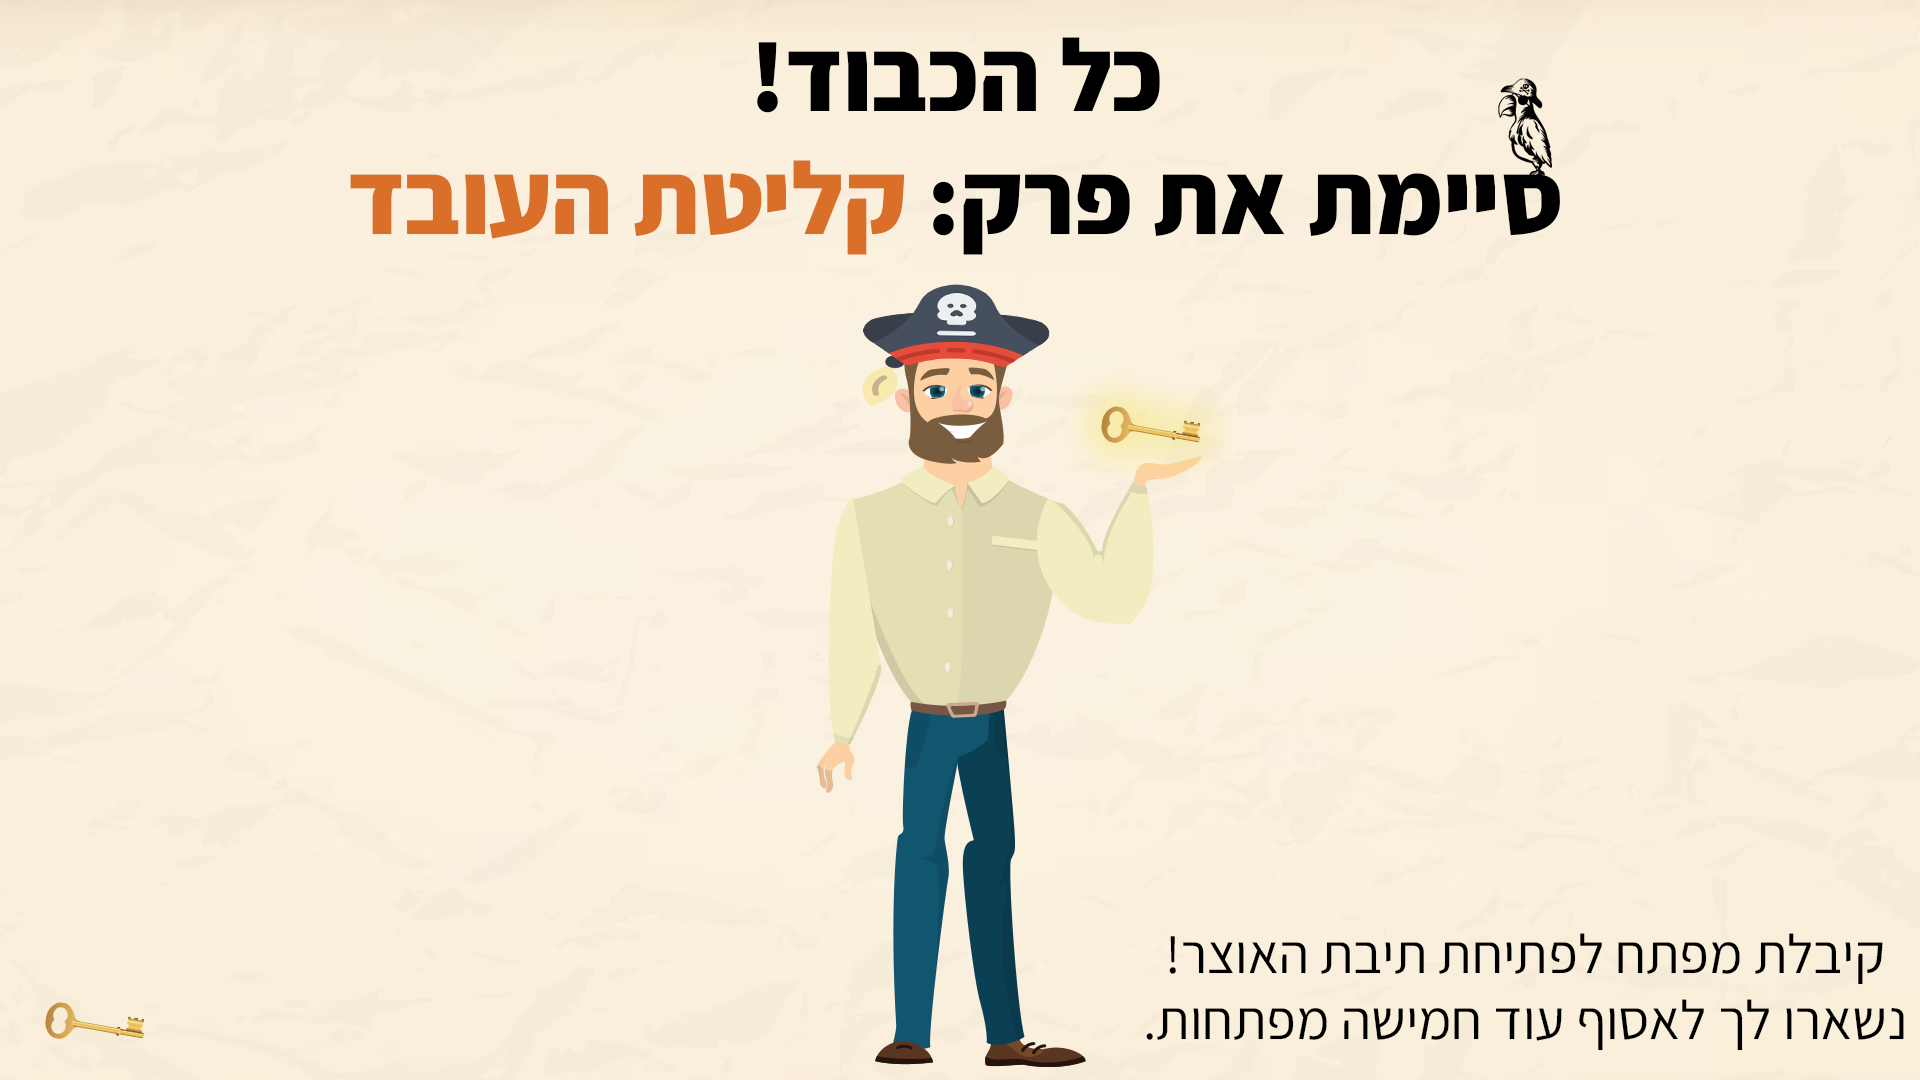 כל הכבוד!
סיימת את פרק: קליטת העובד
קיבלת מפתח לפתיחת תיבת האוצר!
נשארו לך לאסוף עוד חמישה מפתחות.